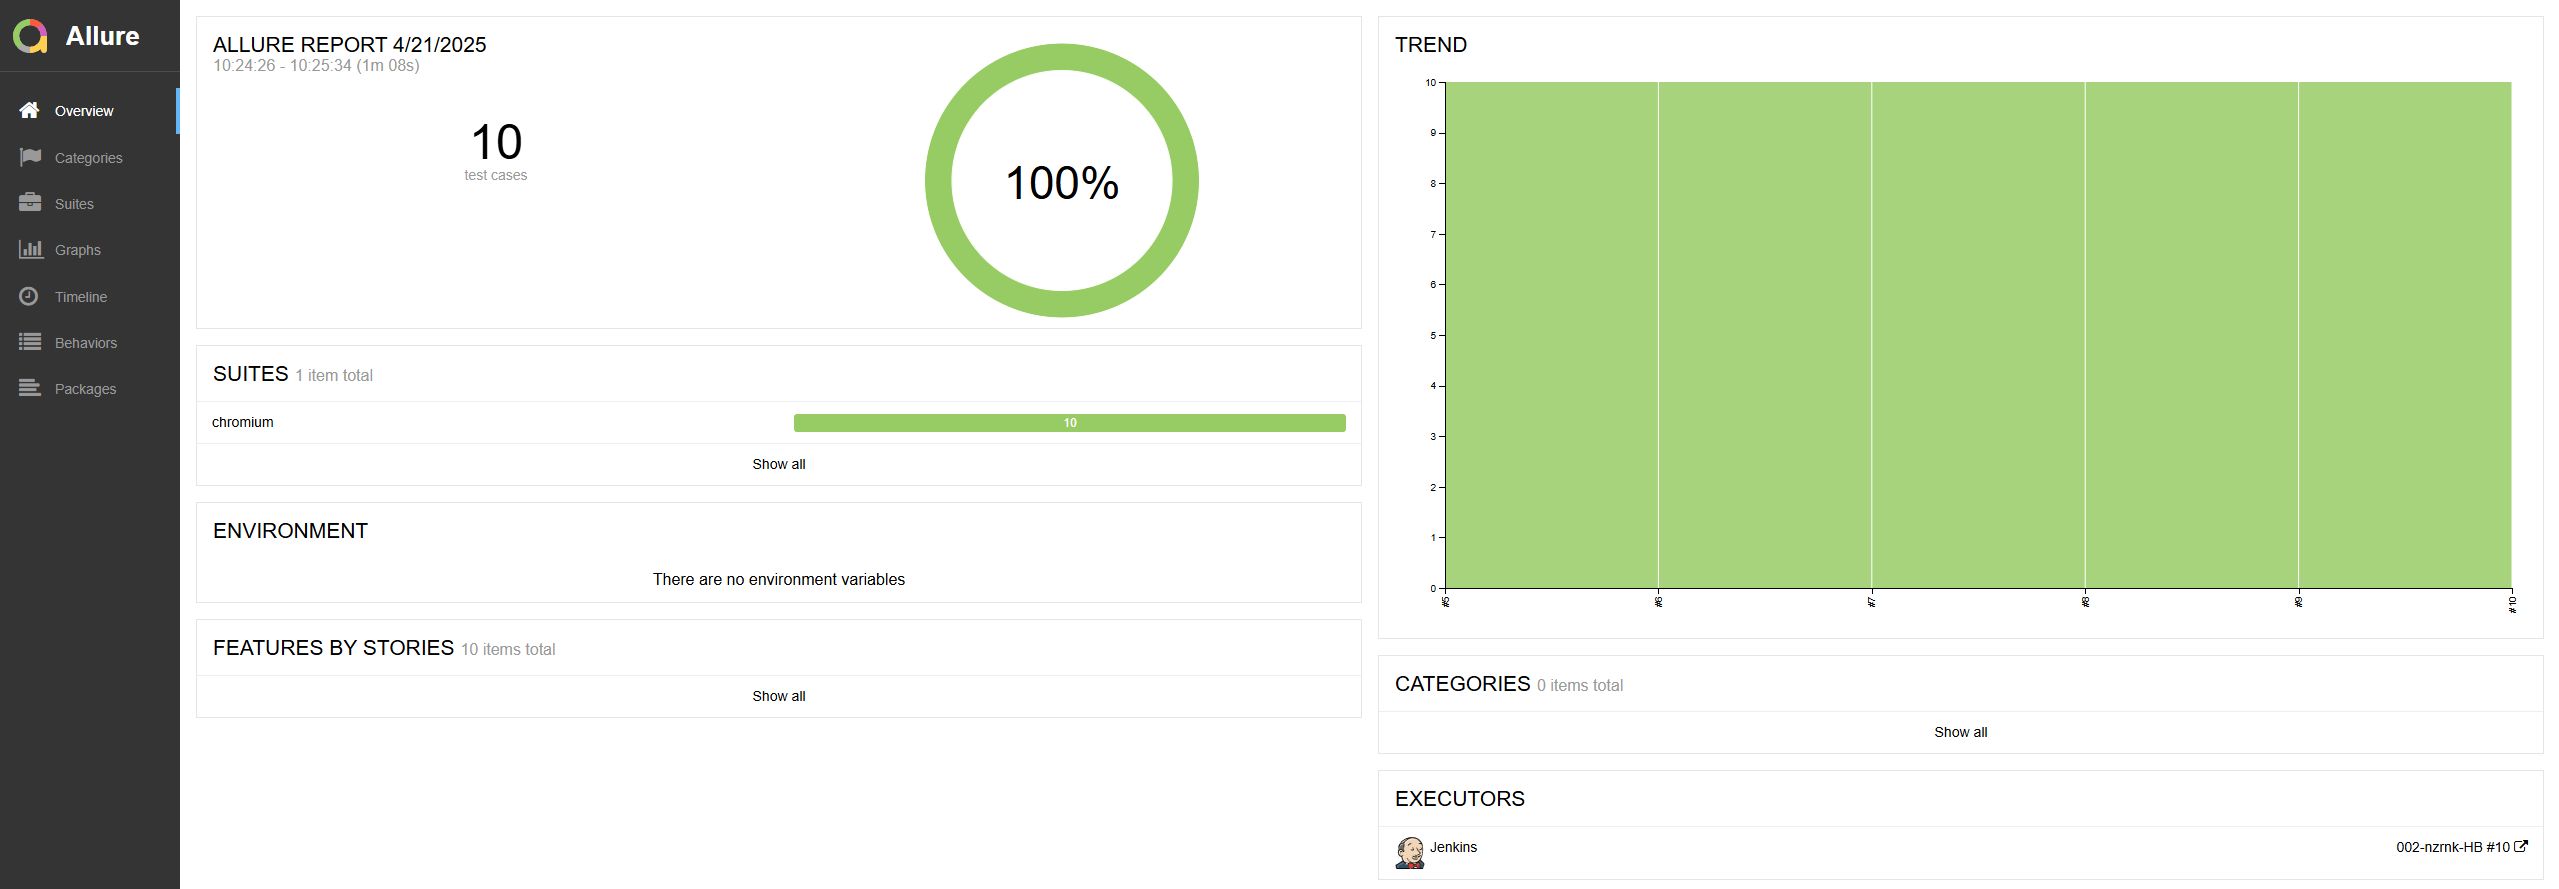 Allure
Overview
Categories
Suites
Graphs
Timeline
Behaviors
Packages
ALLURE REPORT 4/21/2025
10:24:26 - 10:25:34 (1m 08s)
10
test cases
100%
SUITES 1 item total
chromium
10
Show all
ENVIRONMENT
There are no environment variables
FEATURES BY STORIES 10 items total
Show all
TREND
10
9
8
7
6
5
4
3
2
1
0
#5
#6
#7
#8
#9
#10
CATEGORIES 0 items total
Show all
EXECUTORS
Jenkins
002-nzrnk-HB #10